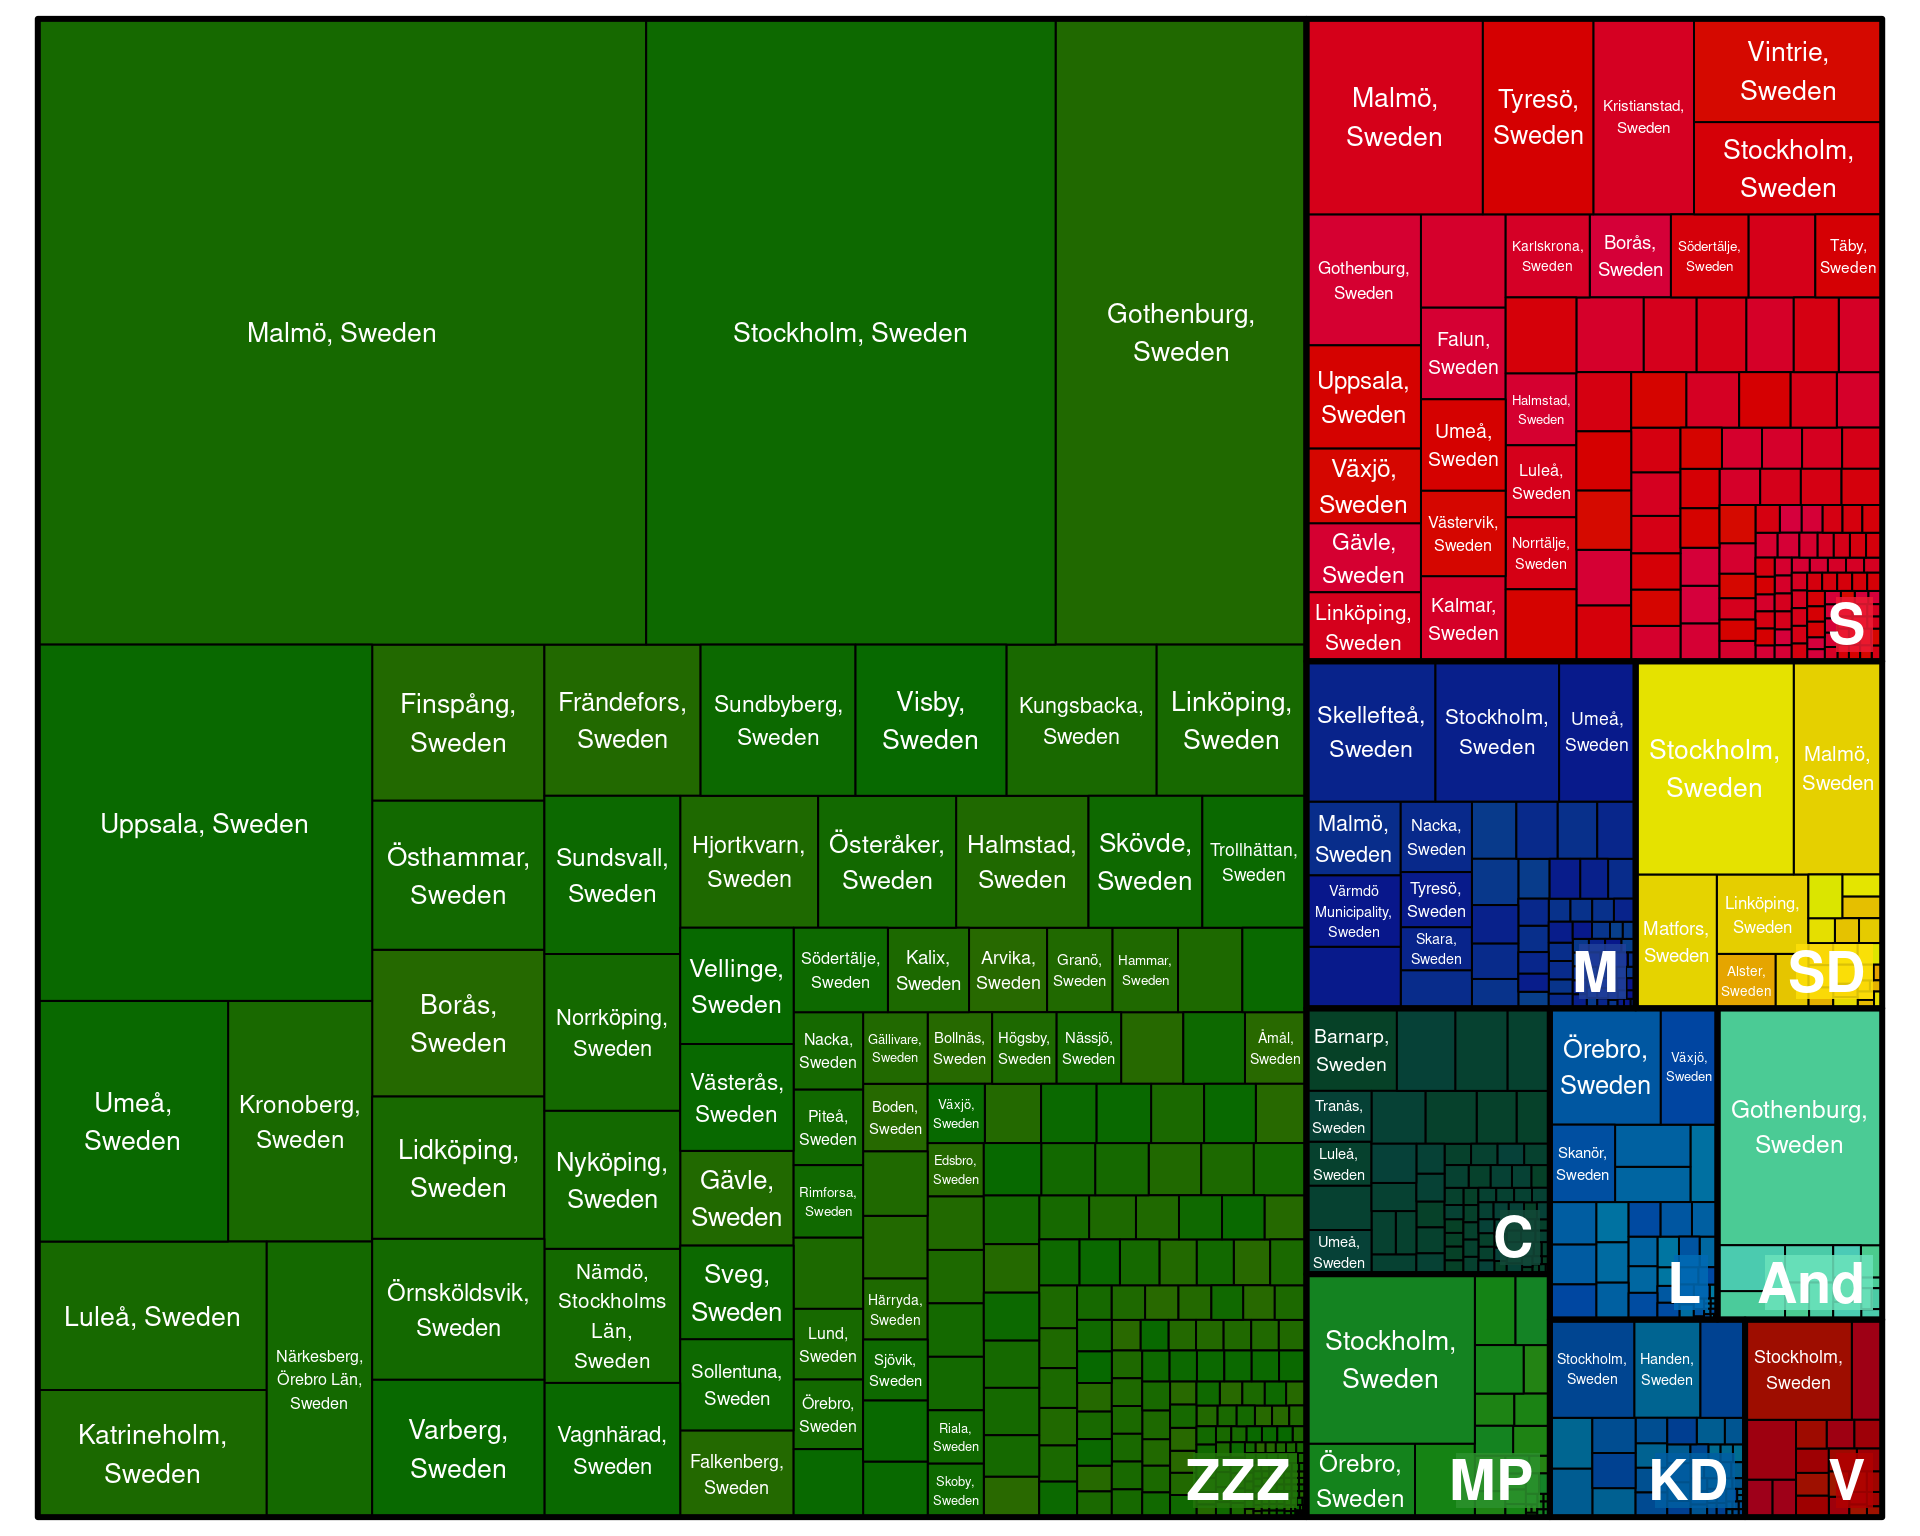 Malmö, Sweden
Stockholm, Sweden
Gothenburg,
Sweden
Uppsala, Sweden
Finspång,
Sweden
Frändefors,
Sweden
Sundbyberg,
Sweden
Visby,
Sweden
Kungsbacka,
Sweden
Linköping,
Sweden
Östhammar,
Sweden
Sundsvall,
Sweden
Hjortkvarn,
Sweden
Österåker,
Sweden
Halmstad,
Sweden
Skövde,
Sweden
Trollhättan,
Sweden
Borås,
Sweden
Norrköping,
Sweden
Vellinge,
Sweden
Södertälje,
Sweden
Kalix,
Sweden
Arvika,
Sweden
Granö,
Sweden
Hammar,
Sweden
Umeå,
Sweden
Kronoberg,
Sweden
Lidköping,
Sweden
Nyköping,
Sweden
Västerås,
Sweden
Nacka,
Sweden
Gällivare,
Sweden
Bollnäs,
Sweden
Högsby,
Sweden
Nässjö,
Sweden
Åmål,
Sweden
Piteå,
Sweden
Boden,
Sweden
Växjö,
Sweden
Gävle,
Sweden
Rimforsa,
Sweden
Edsbro,
Sweden
Luleå, Sweden
Närkesberg,
Örebro Län,
Sweden
Örnsköldsvik,
Sweden
Nämdö,
Stockholms
Län,
Sweden
Sveg,
Sweden
Lund,
Sweden
Härryda,
Sweden
Katrineholm,
Sweden
Varberg,
Sweden
Vagnhärad,
Sweden
Sollentuna,
Sweden
Sjövik,
Sweden
Örebro,
Sweden
Falkenberg,
Sweden
Riala,
Sweden
Skoby,
Sweden
ZZZ
Malmö,
Sweden
Tyresö,
Sweden
Kristianstad,
Sweden
Vintrie,
Sweden
Stockholm,
Sweden
Gothenburg,
Sweden
Karlskrona,
Sweden
Borås,
Sweden
Södertälje,
Sweden
Täby,
Sweden
Uppsala,
Sweden
Falun,
Sweden
Halmstad,
Sweden
Växjö,
Sweden
Umeå,
Sweden
Luleå,
Sweden
Gävle,
Sweden
Västervik,
Sweden
Norrtälje,
Sweden
Linköping,
Sweden
Kalmar,
Sweden
S
Skellefteå,
Sweden
Stockholm,
Sweden
Umeå,
Sweden
Malmö,
Sweden
Nacka,
Sweden
Värmdö
Municipality,
Sweden
Tyresö,
Sweden
Skara,
Sweden
M
Stockholm,
Sweden
Malmö,
Sweden
Matfors,
Sweden
Linköping,
Sweden
Alster,
Sweden
SD
Barnarp,
Sweden
Tranås,
Sweden
Luleå,
Sweden
Umeå,
Sweden
C
Örebro,
Sweden
Växjö,
Sweden
Skanör,
Sweden
L
Gothenburg,
Sweden
And
Stockholm,
Sweden
Örebro,
Sweden
MP
Stockholm,
Sweden
Handen,
Sweden
KD
Stockholm,
Sweden
V